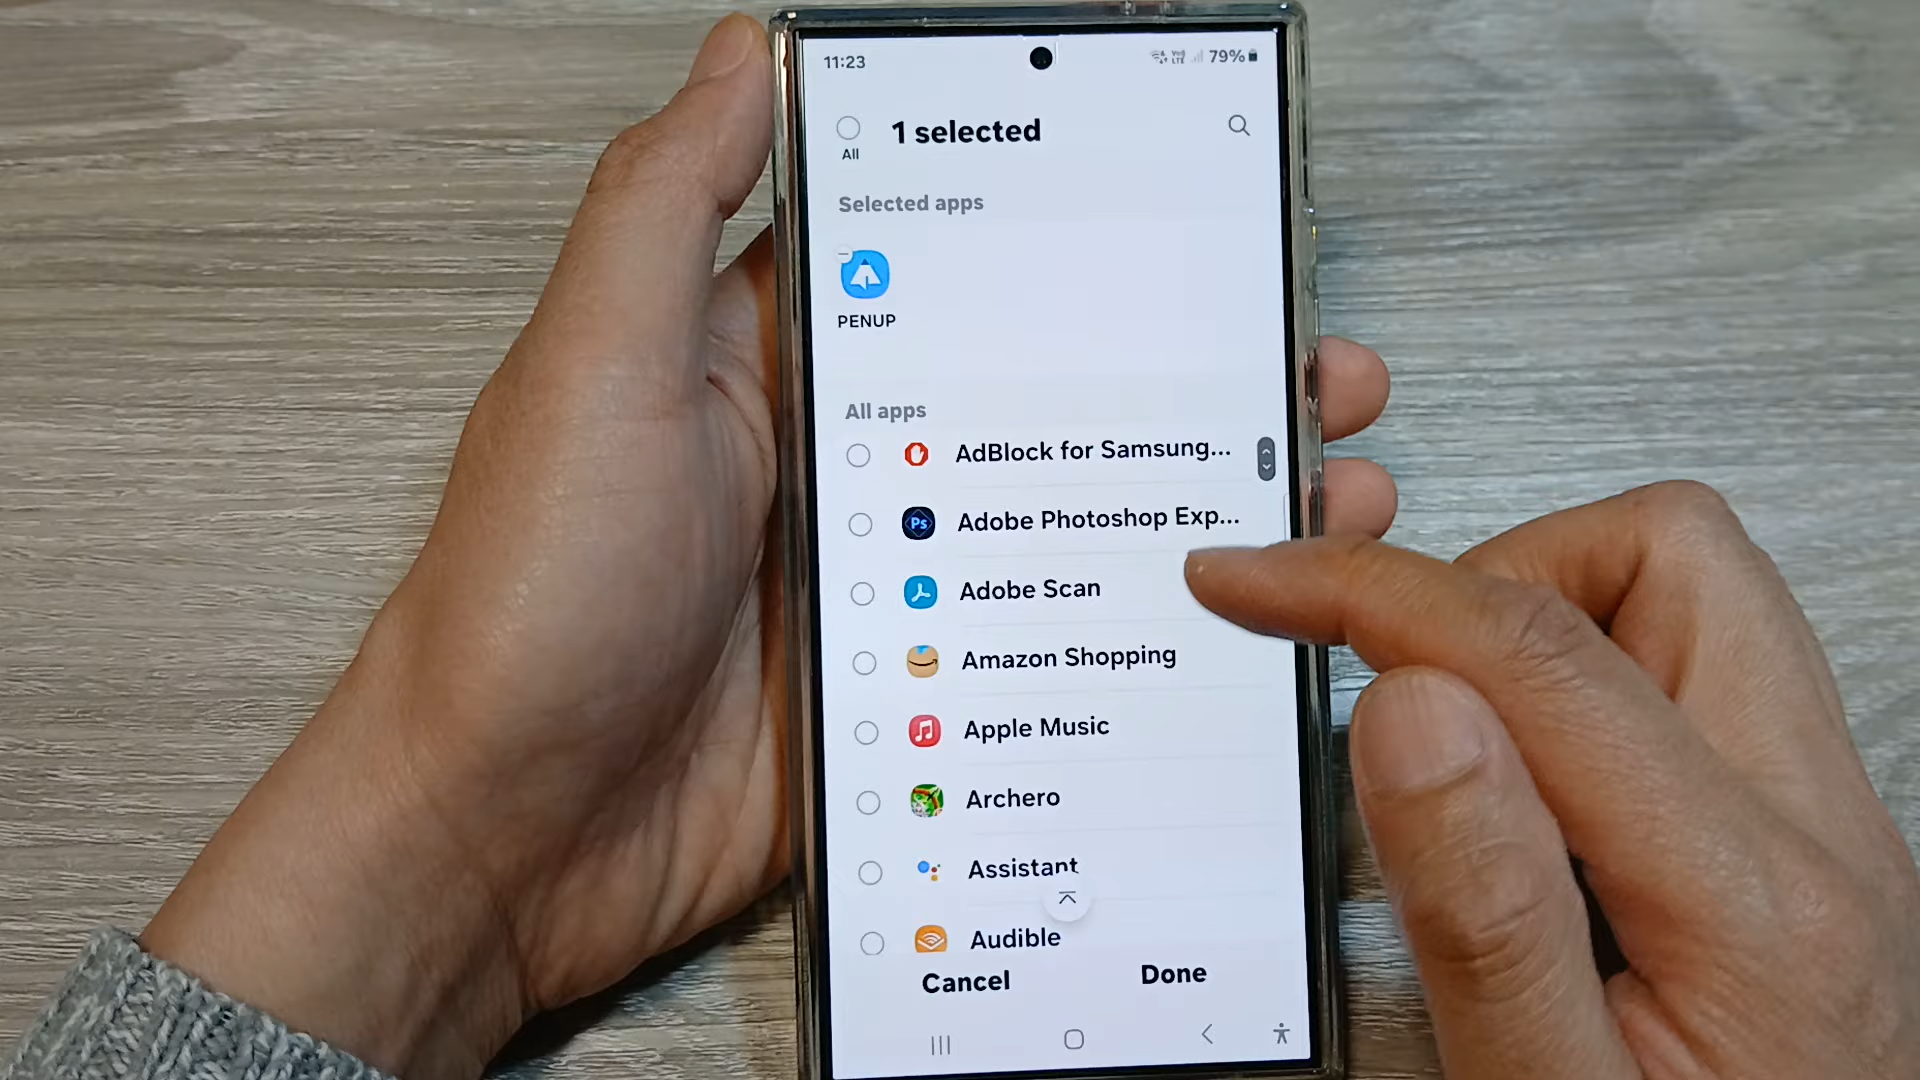 11:23
79%
1 selected
All
Selected apps
PENUP
All apps
AdBlock for Samsung...
Ps
Adobe Photoshop Exp...
Adobe Scan
Amazon Shopping
Apple Music
Archero
Assistant
Audible
Cancel
Done